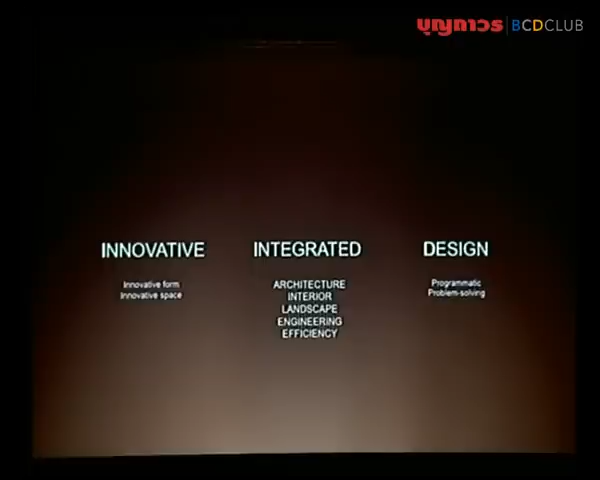 บุญถาวร BCDCLUB
INNOVATIVE INTEGRATED DESIGN
Innovative form
Innovative space
ARCHITECTURE
INTERIOR
LANDSCAPE
ENGINEERING
EFFICIENCY
Programmatic
Problem-solving